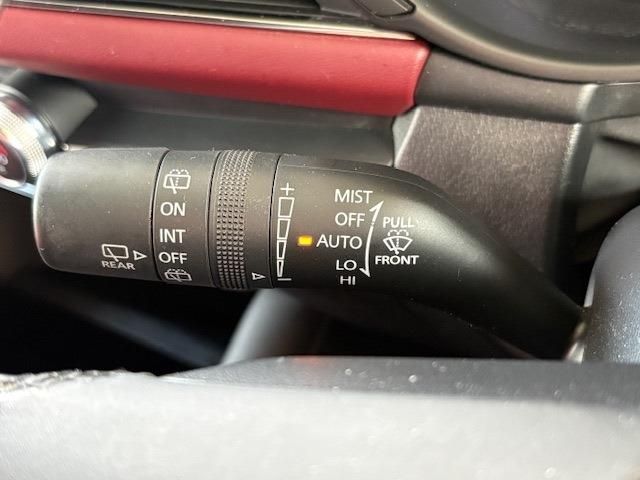 ON
INT
OFF
REAR
+
−
MIST
OFF
AUTO
LO
HI
PULL
FRONT